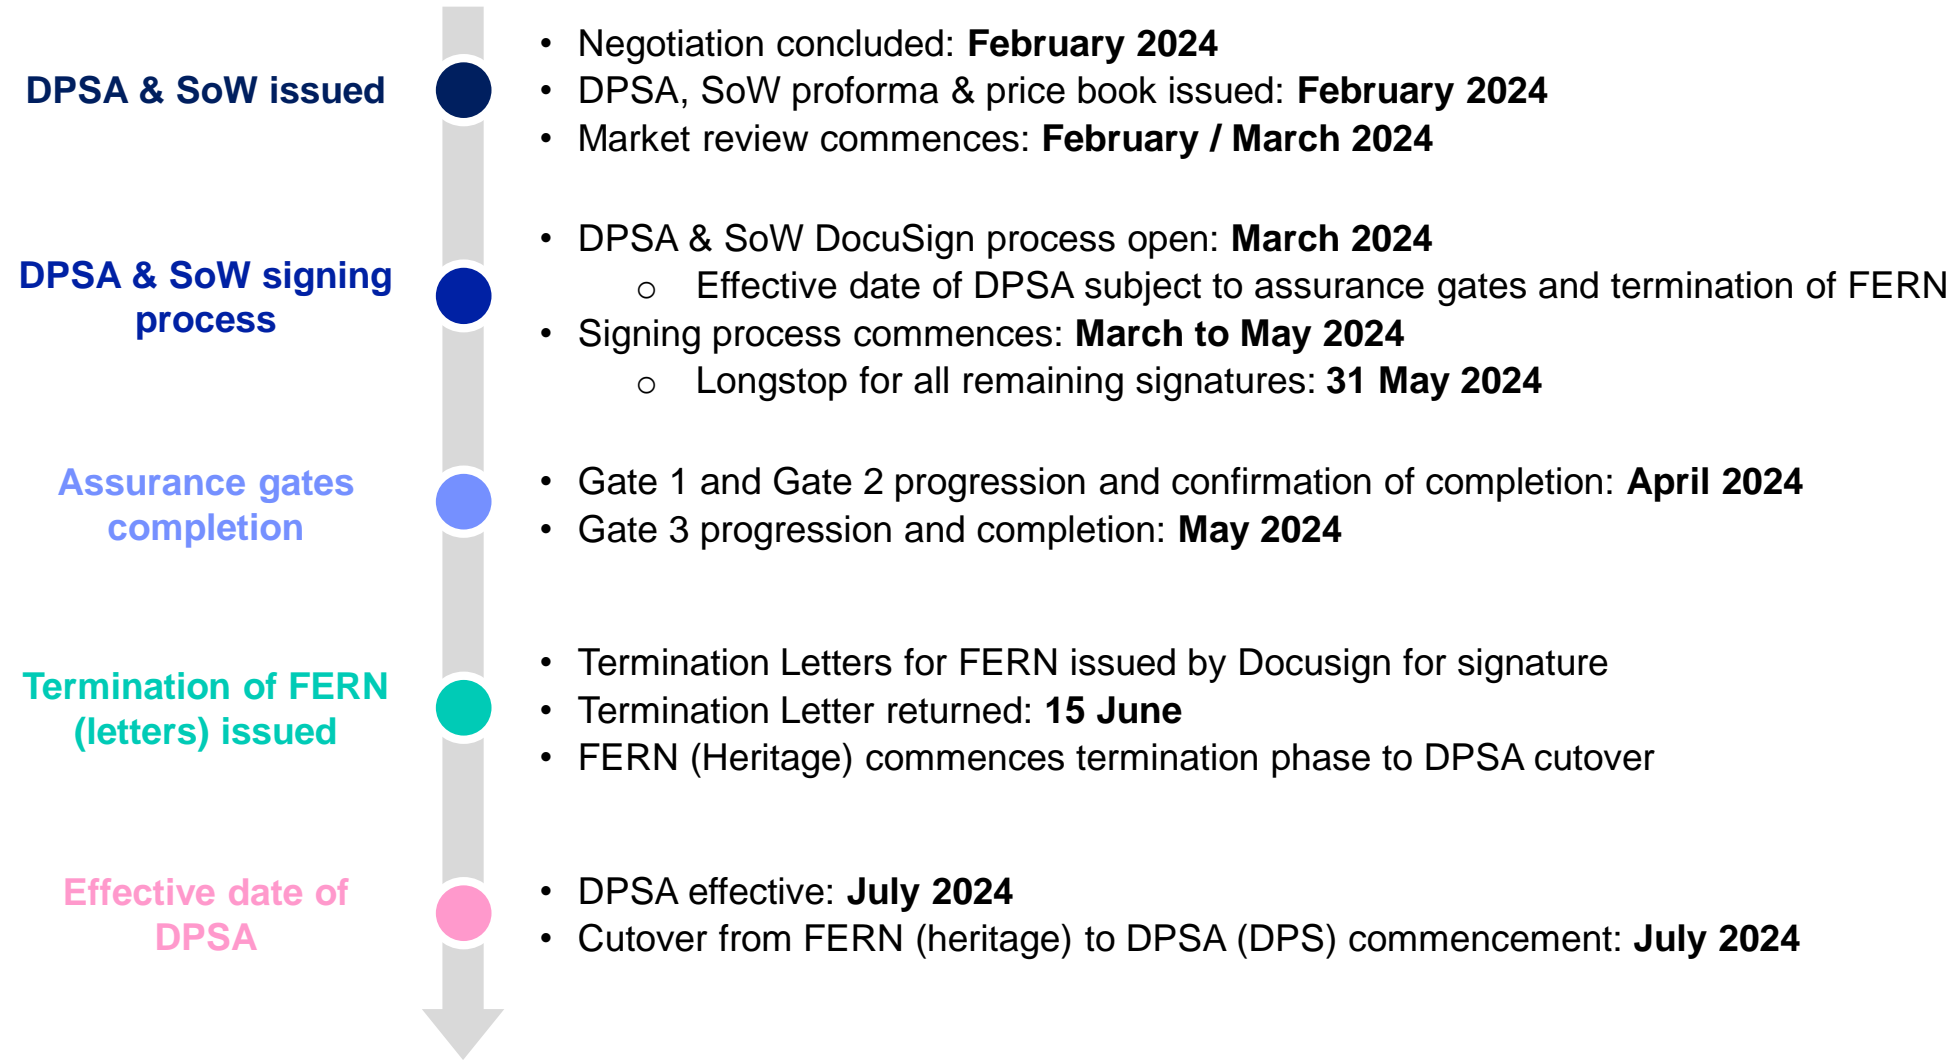 DPSA & SoW issued
• Negotiation concluded: February 2024
• DPSA, SoW proforma & price book issued: February 2024
• Market review commences: February / March 2024
DPSA & SoW signing
process
• DPSA & SoW DocuSign process open: March 2024
o Effective date of DPSA subject to assurance gates and termination of FERN
• Signing process commences: March to May 2024
o Longstop for all remaining signatures: 31 May 2024
Assurance gates
completion
• Gate 1 and Gate 2 progression and confirmation of completion: April 2024
• Gate 3 progression and completion: May 2024
Termination of FERN
(letters) issued
• Termination Letters for FERN issued by Docusign for signature
• Termination Letter returned: 15 June
• FERN (Heritage) commences termination phase to DPSA cutover
Effective date of
DPSA
• DPSA effective: July 2024
• Cutover from FERN (heritage) to DPSA (DPS) commencement: July 2024